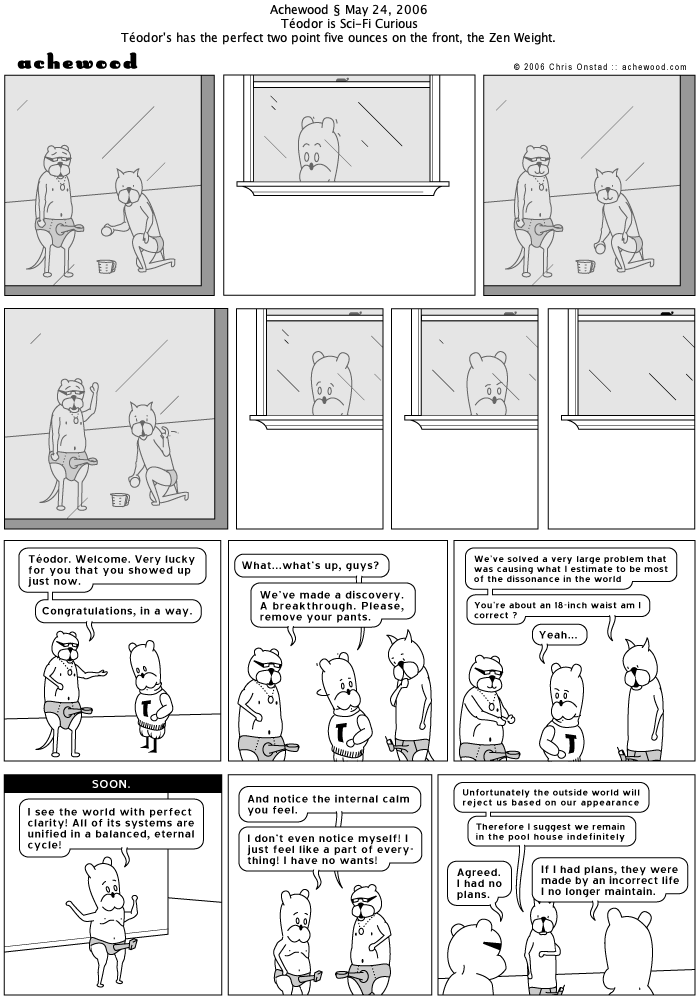 Achewood § May 24, 2006
Téodor is Sci-Fi Curious
Téodor's has the perfect two point five ounces on the front, the Zen Weight.
achewood
© 2006 Chris Onstad :: achewood.com
Téodor. Welcome. Very lucky
for you that you showed up
just now.
Congratulations, in a way.
What...what's up, guys?
We've made a discovery.
A breakthrough. Please,
remove your pants.
T
We've solved a very large problem that
was causing what I estimate to be most
of the dissonance in the world
You're about an 18-inch waist am I
correct ?
Yeah...
T
SOON.
I see the world with perfect
clarity! All of its systems are
unified in a balanced, eternal
cycle!
And notice the internal calm
you feel.
I don't even notice myself! I
just feel like a part of every-
thing! I have no wants!
Unfortunately the outside world will
reject us based on our appearance
Therefore I suggest we remain
in the pool house indefinitely
Agreed.
I had no
plans.
If I had plans, they were
made by an incorrect life
I no longer maintain.